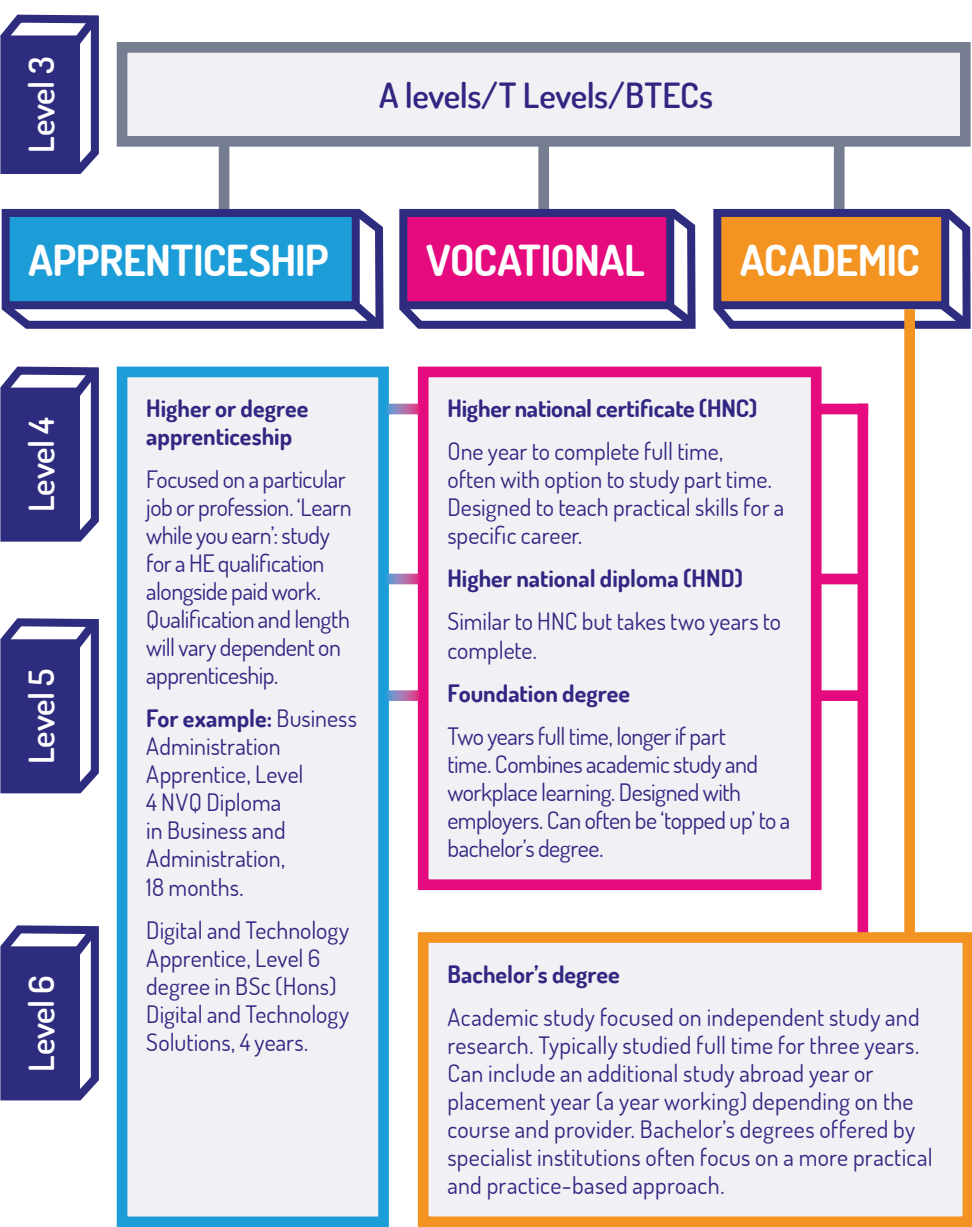 Level 3
A levels/T Levels/BTECs
APPRENTICESHIP
VOCATIONAL
ACADEMIC
Level 4
Level 5
Level 6
Higher or degree
apprenticeship
Focused on a particular
job or profession. ‘Learn
while you earn’: study
for a HE qualification
alongside paid work.
Qualification and length
will vary dependent on
apprenticeship.
For example: Business
Administration
Apprentice, Level
4 NVQ Diploma
in Business and
Administration,
18 months.
Digital and Technology
Apprentice, Level 6
degree in BSc (Hons)
Digital and Technology
Solutions, 4 years.
Higher national certificate (HNC)
One year to complete full time,
often with option to study part time.
Designed to teach practical skills for a
specific career.
Higher national diploma (HND)
Similar to HNC but takes two years to
complete.
Foundation degree
Two years full time, longer if part
time. Combines academic study and
workplace learning. Designed with
employers. Can often be ‘topped up’ to a
bachelor’s degree.
Bachelor’s degree
Academic study focused on independent study and
research. Typically studied full time for three years.
Can include an additional study abroad year or
placement year (a year working) depending on the
course and provider. Bachelor’s degrees offered by
specialist institutions often focus on a more practical
and practice-based approach.